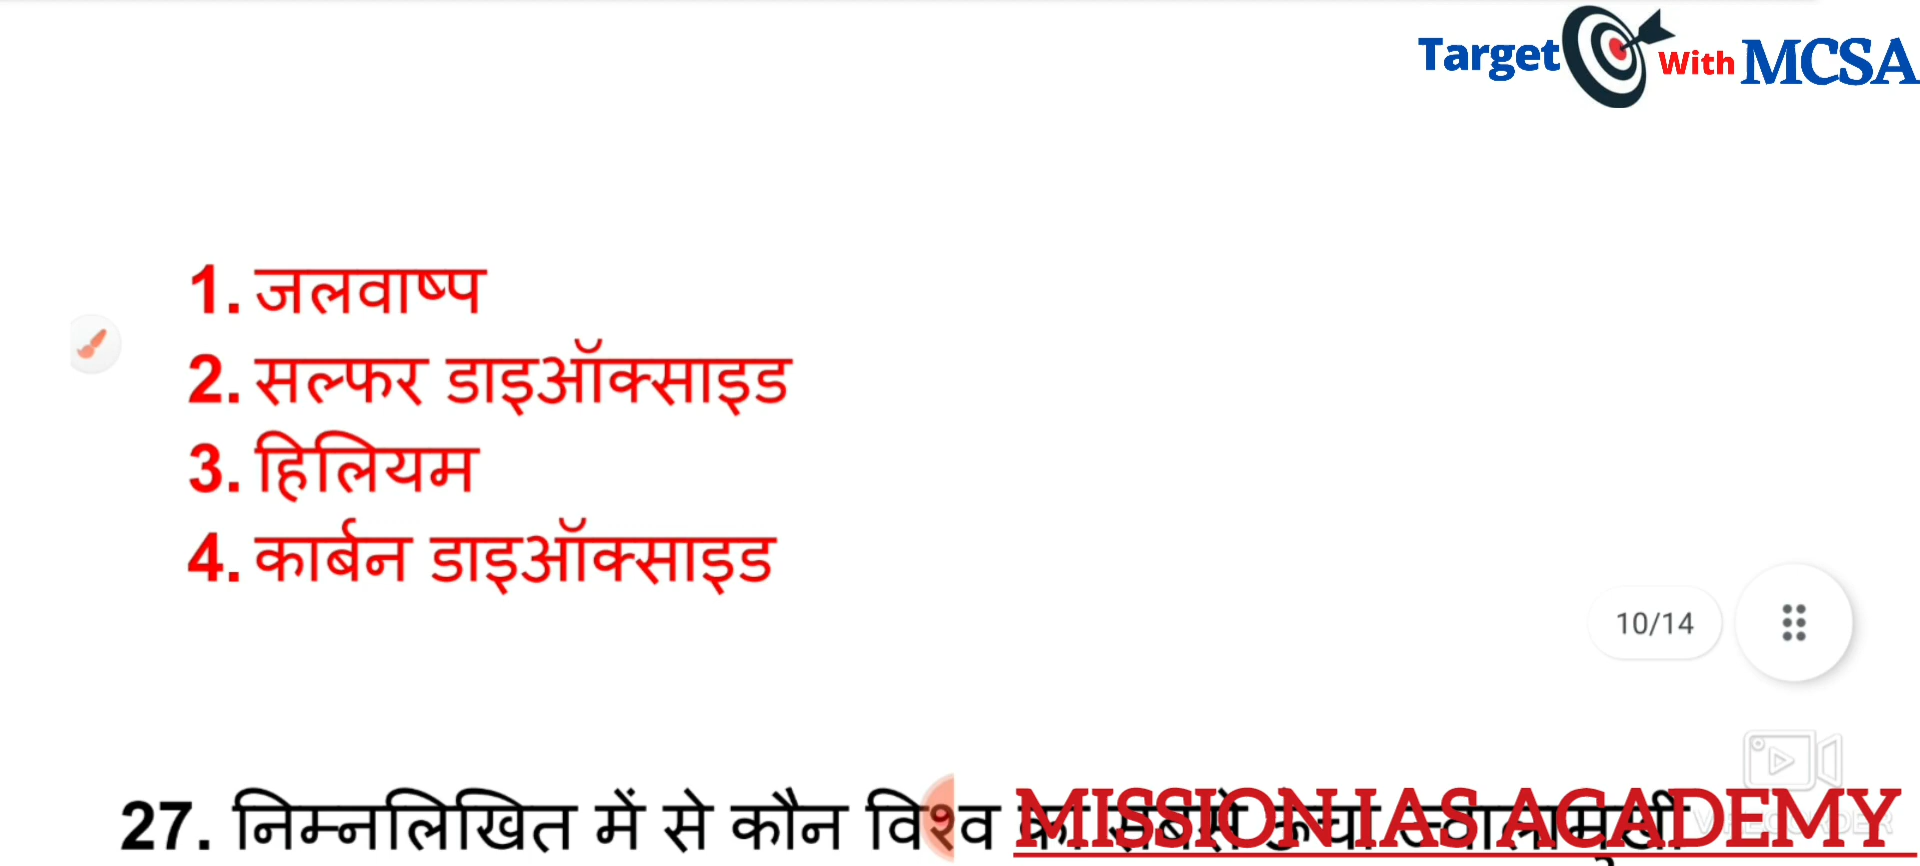 Target With MCSA
1. जलवाष्प
2. सल्फर डाइऑक्साइड
3. हिलियम
4. कार्बन डाइऑक्साइड
10/14
27. निम्नलिखित में से कौन विश्व का सबसे ऊंचा ज्वालामुखी
MISSION IAS ACADEMY